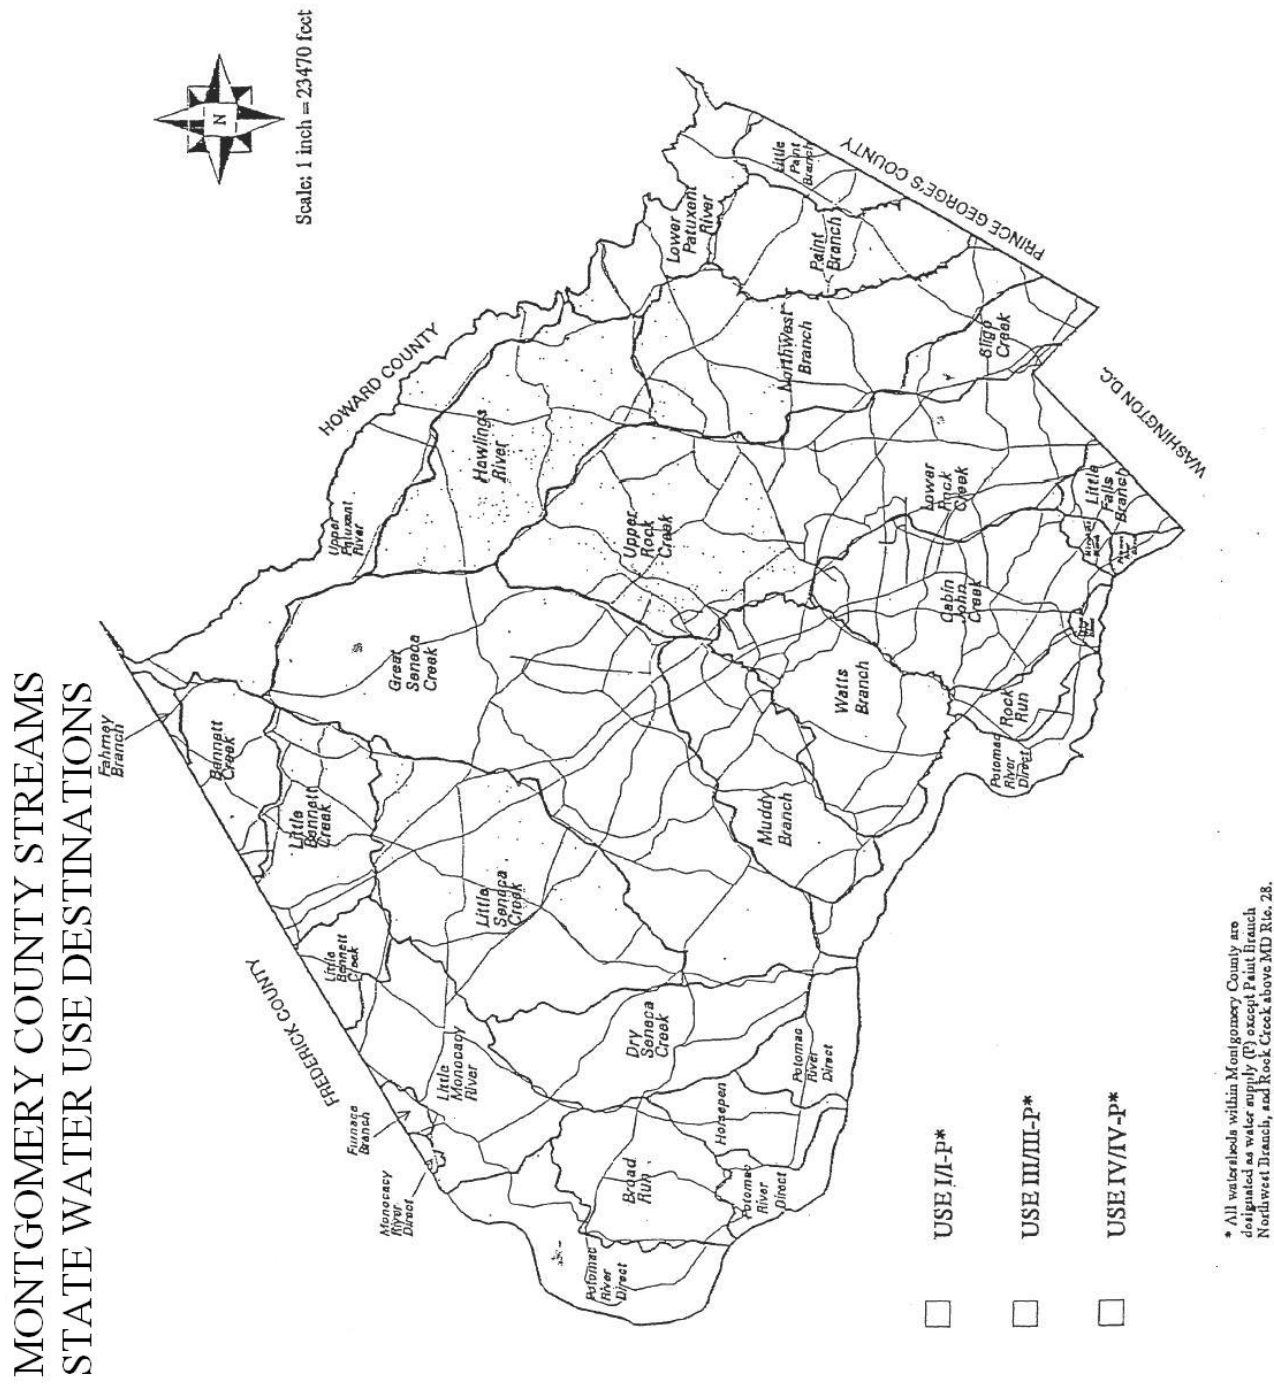 MONTGOMERY COUNTY STREAMS
STATE WATER USE DESTINATIONS
N
Scale: 1 inch = 23470 feet
FREDERICK COUNTY
HOWARD COUNTY
PRINCE GEORGE'S COUNTY
WASHINGTON D.C.
Fahrney
Branch
Bennett
Creek
Little
Bennett
Creek
Little
Bennett
Creek
Furnace
Branch
Monocacy
River
Direct
Little
Monocacy
River
Potomac
River
Direct
Broad
Run
Potomac
River
Direct
Horsepen
Potomac
River
Direct
Dry
Seneca
Creek
Little
Seneca
Creek
Great
Seneca
Creek
Muddy
Branch
Watts
Branch
Potomac
River
Direct
Rock
Run
Cabin
John
Creek
Upper
Patuxent
River
Hawlings
River
Upper
Rock
Creek
Lower
Rock
Creek
Little
Falls
Branch
Northwest
Branch
Sligo
Creek
Lower
Patuxent
River
Paint
Branch
Little
Paint
Branch
USE I/I-P*
USE III/III-P*
USE IV/IV-P*
* All watersheds within Montgomery County are
designated as water supply (P) except Paint Branch
Northwest Branch, and Rock Creek above MD Rte. 28.